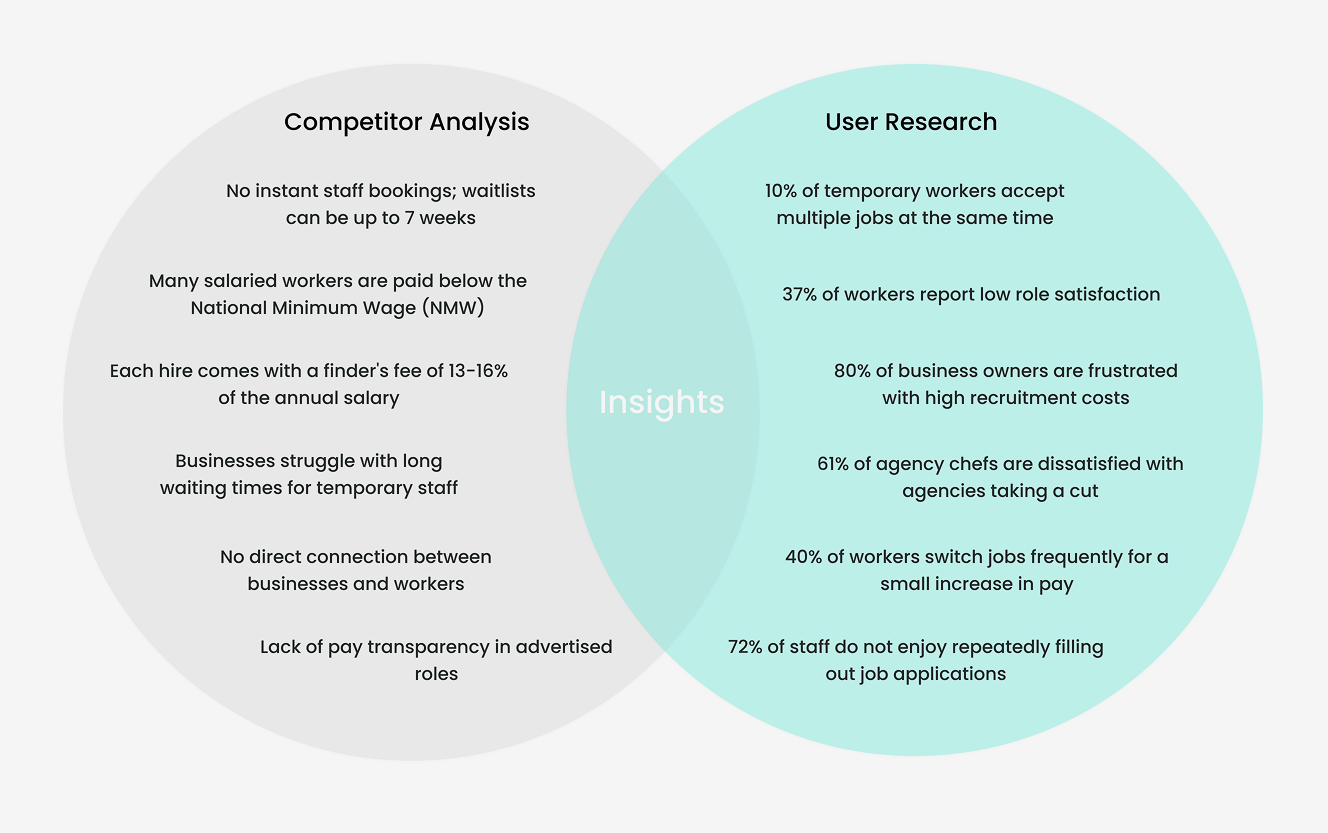 Competitor Analysis
No instant staff bookings; waitlists
can be up to 7 weeks
Many salaried workers are paid below the
National Minimum Wage (NMW)
Each hire comes with a finder's fee of 13-16%
of the annual salary
Businesses struggle with long
waiting times for temporary staff
No direct connection between
businesses and workers
Lack of pay transparency in advertised
roles
Insights
User Research
10% of temporary workers accept
multiple jobs at the same time
37% of workers report low role satisfaction
80% of business owners are frustrated
with high recruitment costs
61% of agency chefs are dissatisfied with
agencies taking a cut
40% of workers switch jobs frequently for a
small increase in pay
72% of staff do not enjoy repeatedly filling
out job applications